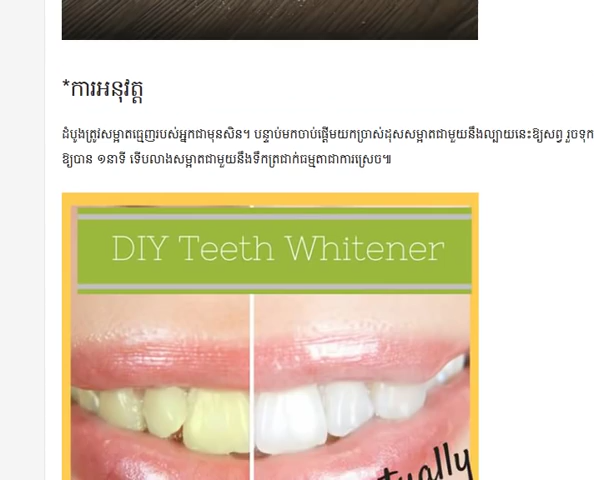 *ការអនុវត្ត
ដំបូងត្រូវសម្អាតធ្មេញរបស់អ្នកជាមុនសិន។ បន្ទាប់មកចាប់ផ្ដើមយកច្រាស់ដុសសម្អាតជាមួយនឹងល្បាយនេះឱ្យសព្វ រួចទុក
ឱ្យបាន ១នាទី ទើបលាងសម្អាតជាមួយនឹងទឹកត្រជាក់ធម្មតាជាការស្រេច៕
DIY Teeth Whitener